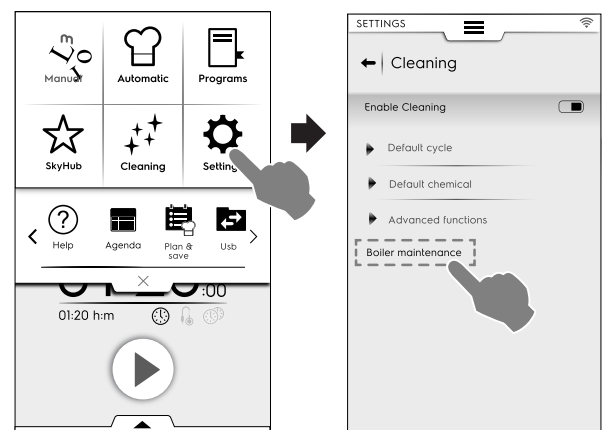 Manual
Automatic
Programs
SkyHub
Cleaning
Help
Agenda
Plan &
save
Usb
:00
01:20 h:m
SETTINGS
Cleaning
Enable Cleaning
Default cycle
Default chemical
Advanced functions
Boiler maintenance